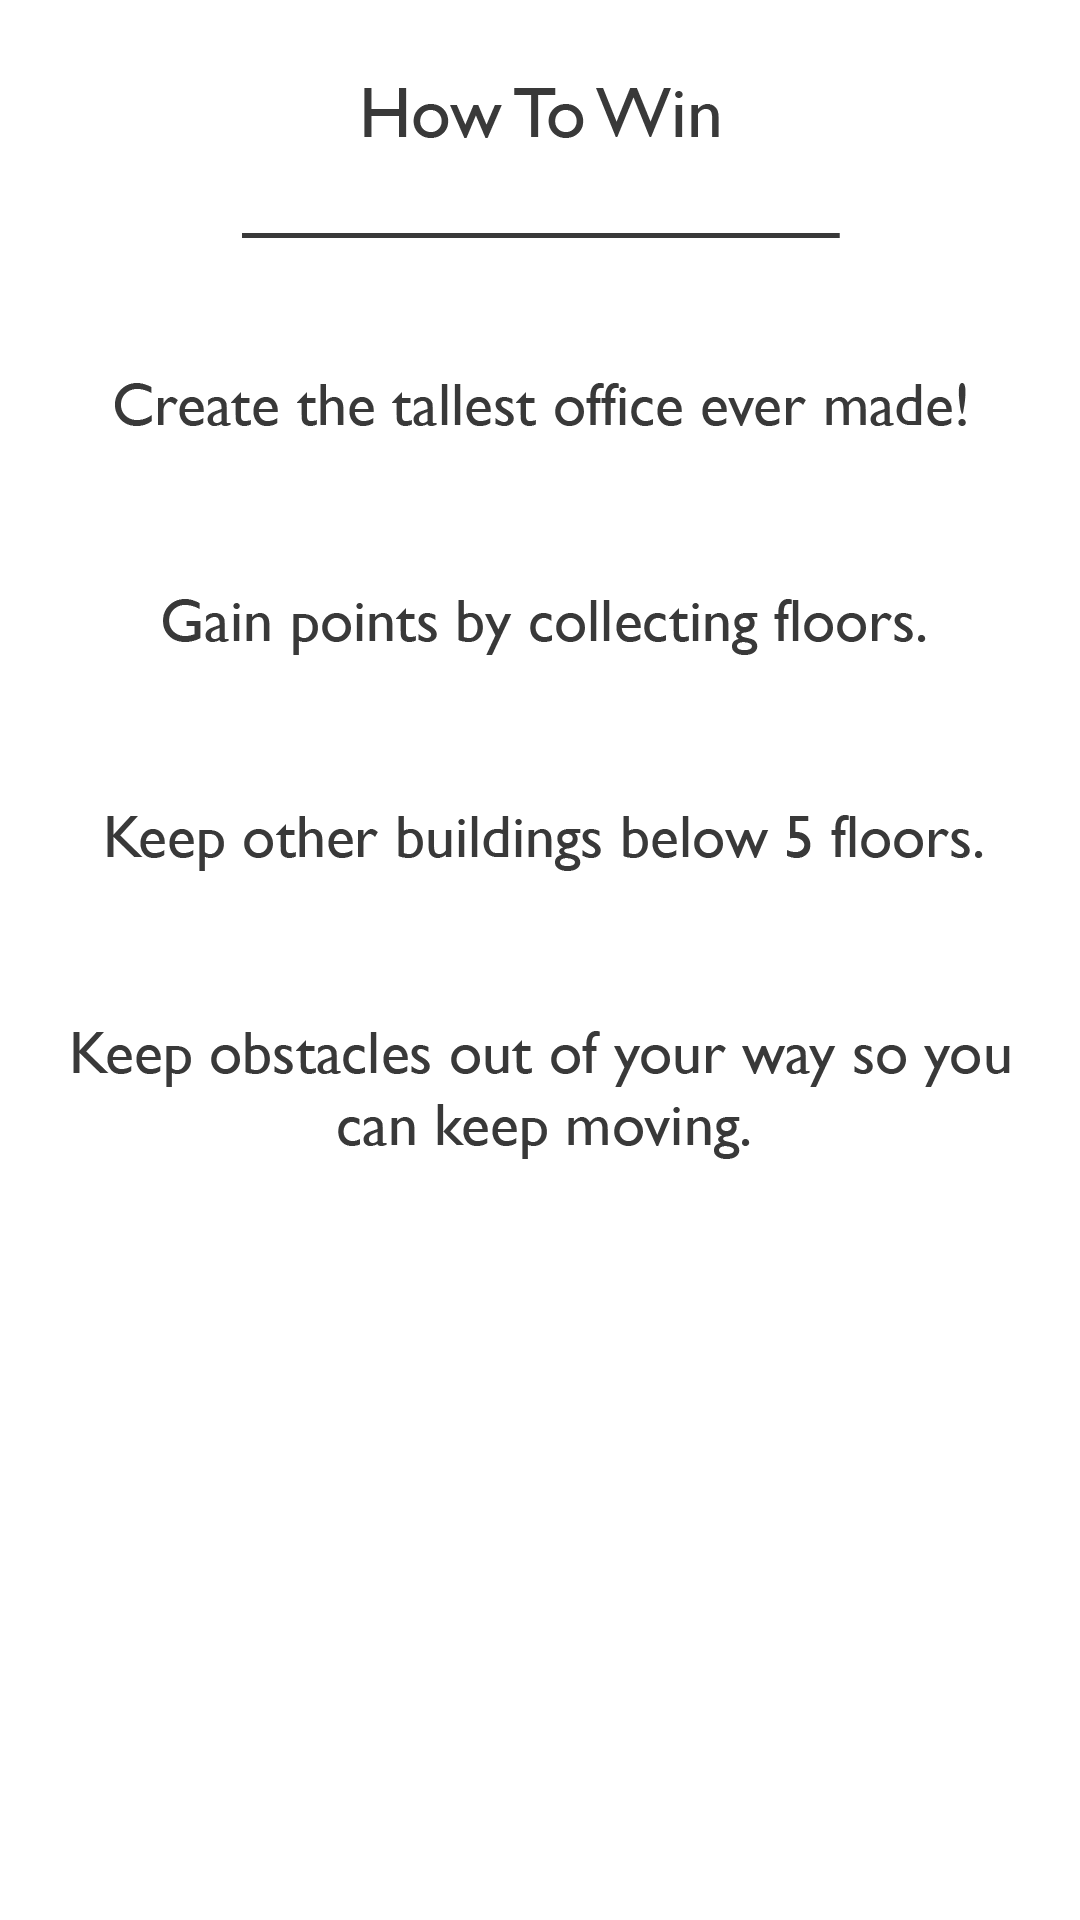 How To Win
Create the tallest office ever made!
Gain points by collecting floors.
Keep other buildings below 5 floors.
Keep obstacles out of your way so you
can keep moving.